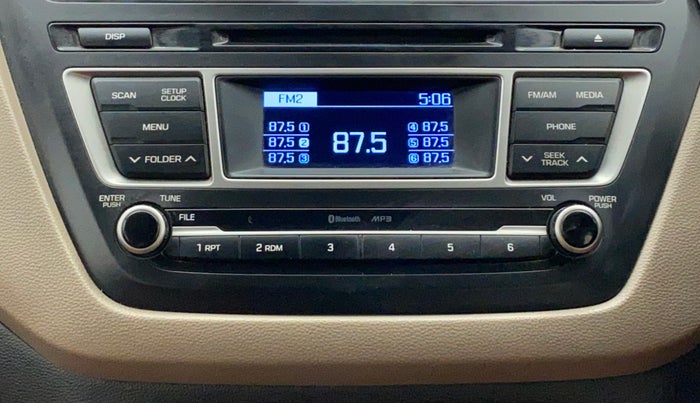 DISP
SCAN SETUP CLOCK
MENU
FOLDER
FM2 5:06
87.5 1 4 87.5
87.5 2 87.5 5 87.5
87.5 3 6 87.5
FM/AM MEDIA
PHONE
SEEK TRACK
ENTER PUSH TUNE
FILE
Bluetooth MP3
VOL POWER PUSH
1 RPT 2 RDM 3 4 5 6